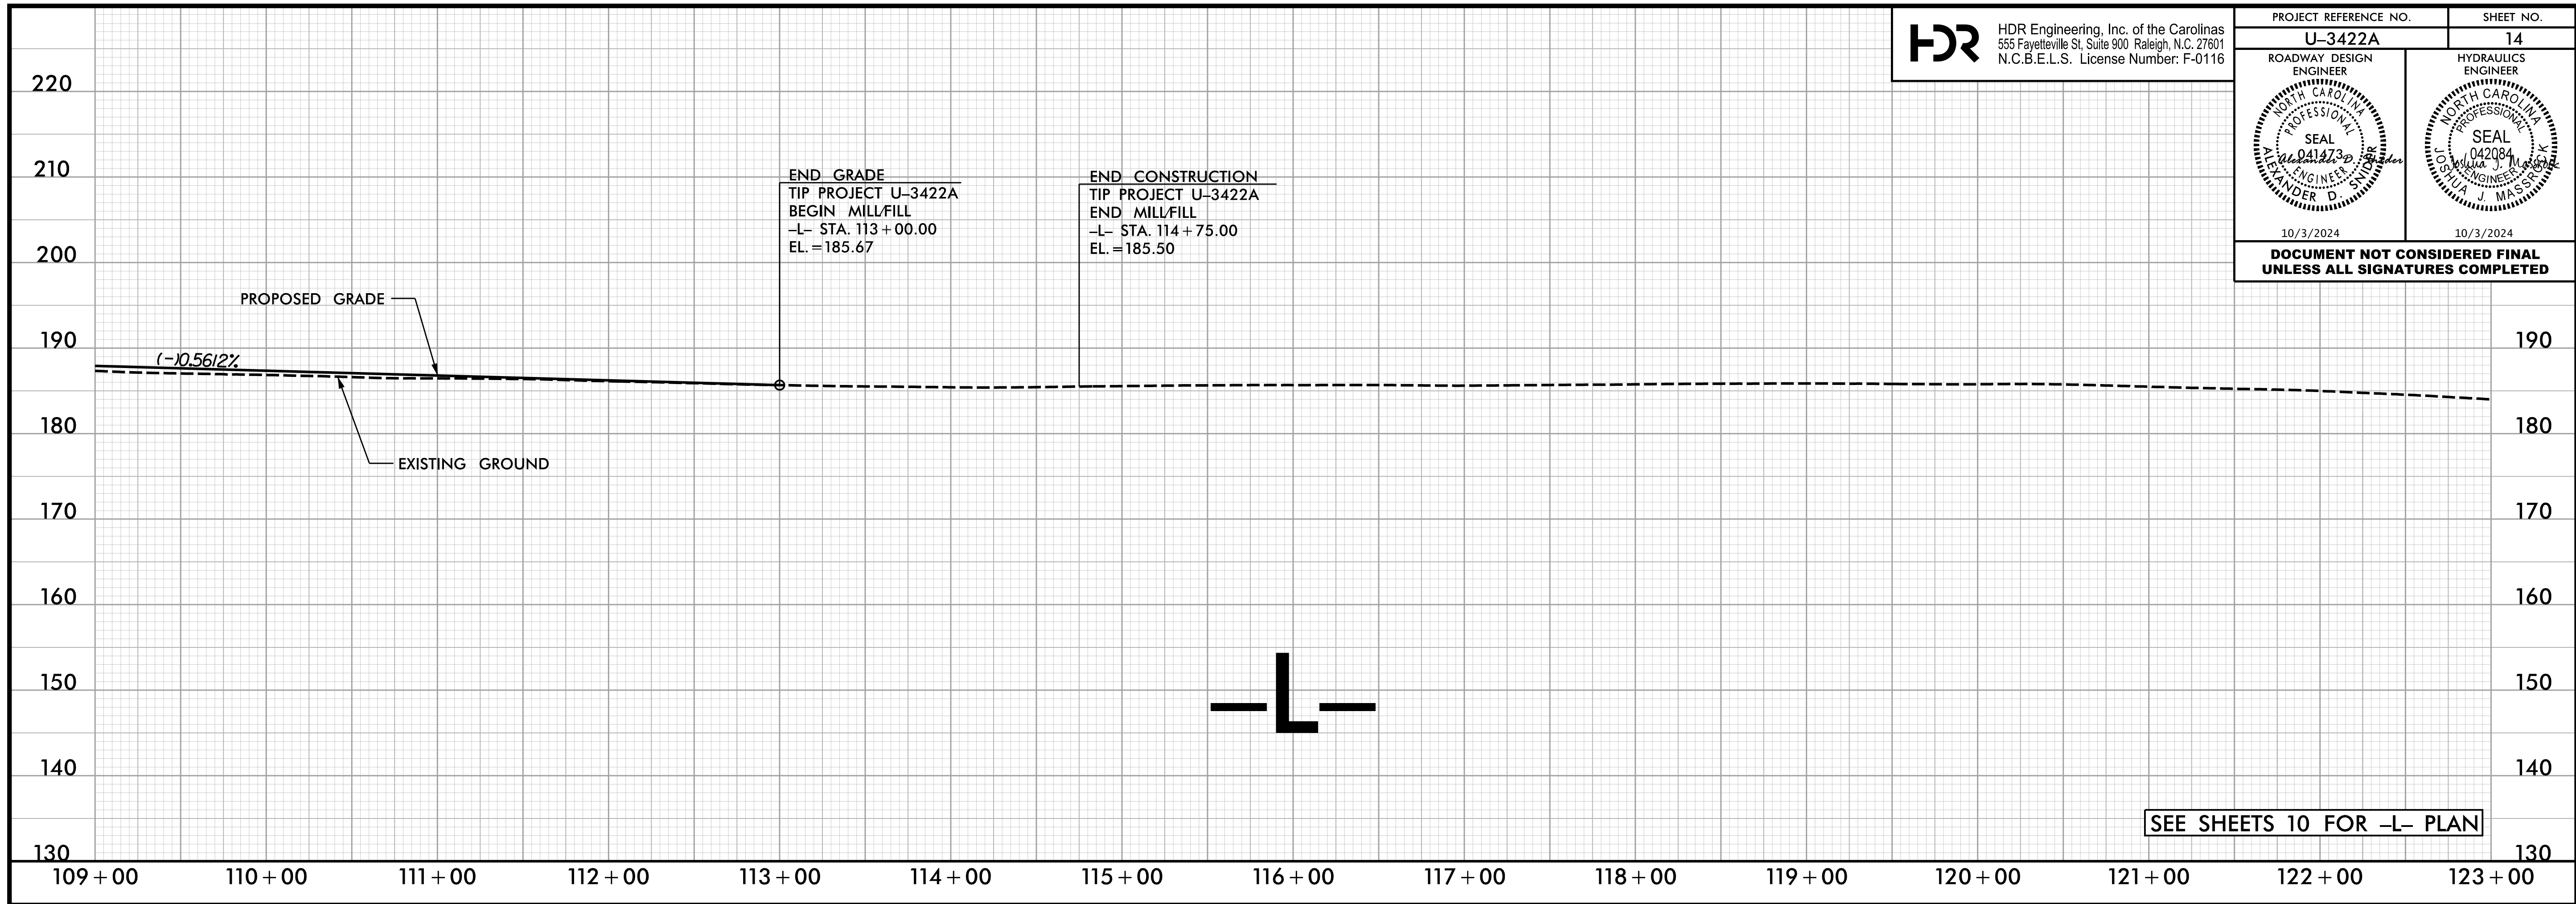 HDR
HDR Engineering, Inc. of the Carolinas
555 Fayetteville St, Suite 900 Raleigh, N.C. 27601
N.C.B.E.L.S. License Number: F-0116
PROJECT REFERENCE NO.
SHEET NO.
U–3422A
14
ROADWAY DESIGN
ENGINEER
HYDRAULICS
ENGINEER
NORTH CAROLINA
PROFESSIONAL
SEAL
041473
Alexander D. Snider
ENGINEER
ALEXANDER D. SNIDER
10/3/2024
NORTH CAROLINA
PROFESSIONAL
SEAL
042084
Joshua J. Massrock
ENGINEER
JOSHUA J. MASSROCK
10/3/2024
DOCUMENT NOT CONSIDERED FINAL
UNLESS ALL SIGNATURES COMPLETED
220
210
200
190
180
170
160
150
140
130
END GRADE
TIP PROJECT U–3422A
BEGIN MILL/FILL
–L– STA. 113+00.00
EL.=185.67
END CONSTRUCTION
TIP PROJECT U–3422A
END MILL/FILL
–L– STA. 114+75.00
EL.=185.50
PROPOSED GRADE
(-)0.5612%
EXISTING GROUND
190
180
170
160
150
140
130
–L–
SEE SHEETS 10 FOR –L– PLAN
109+00 110+00 111+00 112+00 113+00 114+00 115+00 116+00 117+00 118+00 119+00 120+00 121+00 122+00 123+00